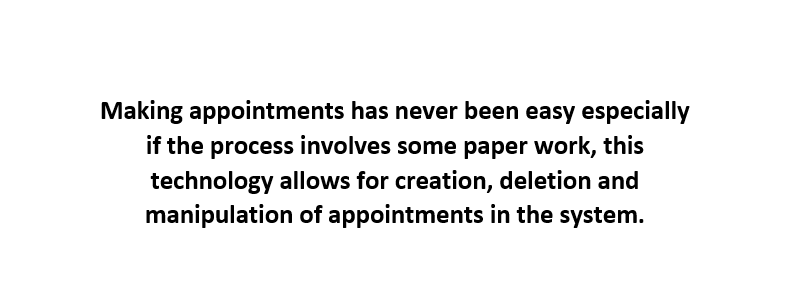 Making appointments has never been easy especially
if the process involves some paper work, this
technology allows for creation, deletion and
manipulation of appointments in the system.